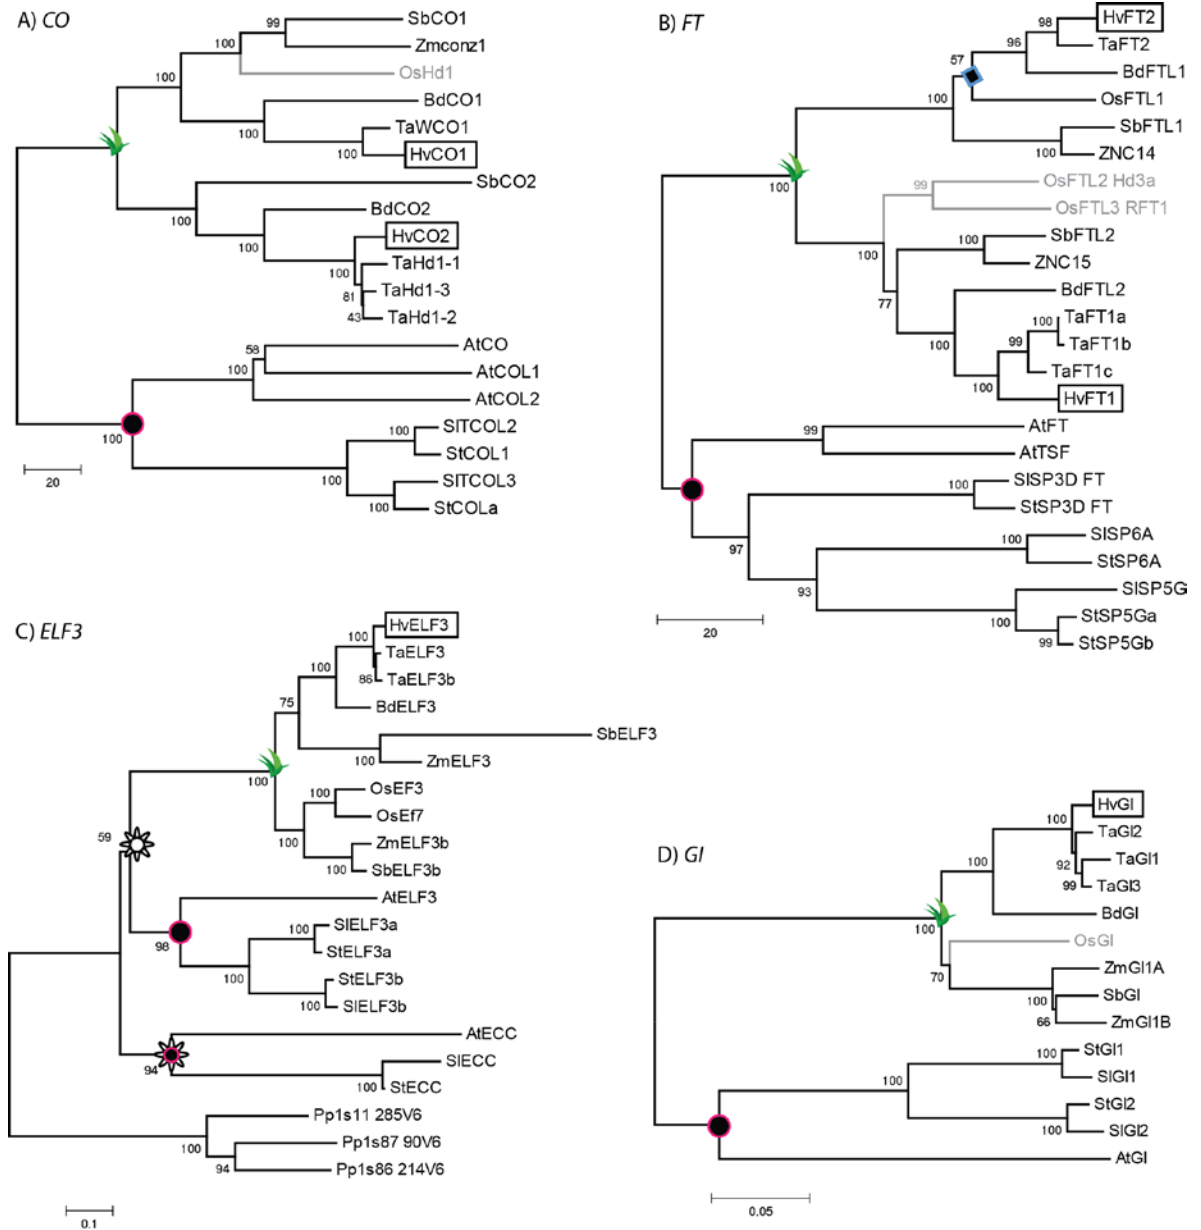 A) CO
SbCO1
99
Zmconz1
100
OsHd1
100
BdCO1
TaWCO1
100
HvCO1
100
SbCO2
BdCO2
100
HvCO2
100
TaHd1-1
100
TaHd1-3
81
TaHd1-2
43
AtCO
58
AtCOL1
100
AtCOL2
100
SlTCOL2
100
StCOL1
SlTCOL3
100
StCOLa
100
20
B) FT
HvFT2
98
TaFT2
96
BdFTL1
57
OsFTL1
100
SbFTL1
ZNC14
100
100
OsFTL2 Hd3a
99
OsFTL3 RFT1
SbFTL2
100
ZNC15
100
BdFTL2
77
TaFT1a
100
TaFT1b
99
100
TaFT1c
100
HvFT1
AtFT
99
AtTSF
SlSP3D FT
100
StSP3D FT
97
SlSP6A
100
StSP6A
93
SlSP5G
100
StSP5Ga
99
StSP5Gb
20
C) ELF3
HvELF3
100
TaELF3
100
TaELF3b
86
BdELF3
75
SbELF3
100
ZmELF3
100
OsEF3
100
OsEf7
100
ZmELF3b
59
SbELF3b
100
AtELF3
SlELF3a
100
98
StELF3a
100
StELF3b
SlELF3b
100
AtECC
SlECC
94
StECC
100
Pp1s11 285V6
100
Pp1s87 90V6
94
Pp1s86 214V6
0.1
D) GI
HvGI
100
TaGI2
100
92
TaGI1
99
TaGI3
BdGI
100
OsGI
70
ZmGI1A
100
SbGI
66
ZmGI1B
StGI1
100
SlGI1
100
StGI2
100
SlGI2
AtGI
0.05